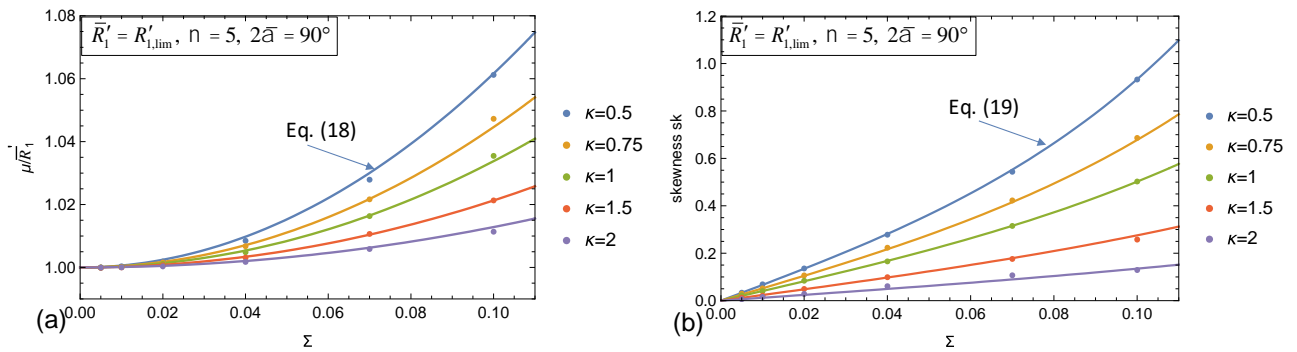 R̅′₁ = R′₁,lim, n = 5, 2a̅ = 90°
1.08
1.06
1.04
1.02
1.00
μ/R̅′₁
Eq. (18)
0.00 0.02 0.04 0.06 0.08 0.10
Σ
(a)
κ=0.5
κ=0.75
κ=1
κ=1.5
κ=2
R̅′₁ = R′₁,lim, n = 5, 2a̅ = 90°
1.2
1.0
0.8
0.6
0.4
0.2
0.0
skewness sk
Eq. (19)
0.00 0.02 0.04 0.06 0.08 0.10
Σ
(b)
κ=0.5
κ=0.75
κ=1
κ=1.5
κ=2